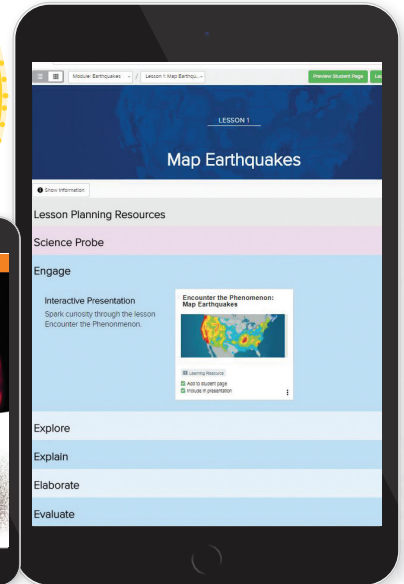 Module: Earthquakes / Lesson 1: Map Earthqu...
Preview Student Page
LESSON 1
Map Earthquakes
Show Information
Lesson Planning Resources
Science Probe
Engage
Interactive Presentation
Spark curiosity through the lesson
Encounter the Phenonmenon.
Encounter the Phenomenon:
Map Earthquakes
Learning Resource
Add to student page
Include in presentation
Explore
Explain
Elaborate
Evaluate